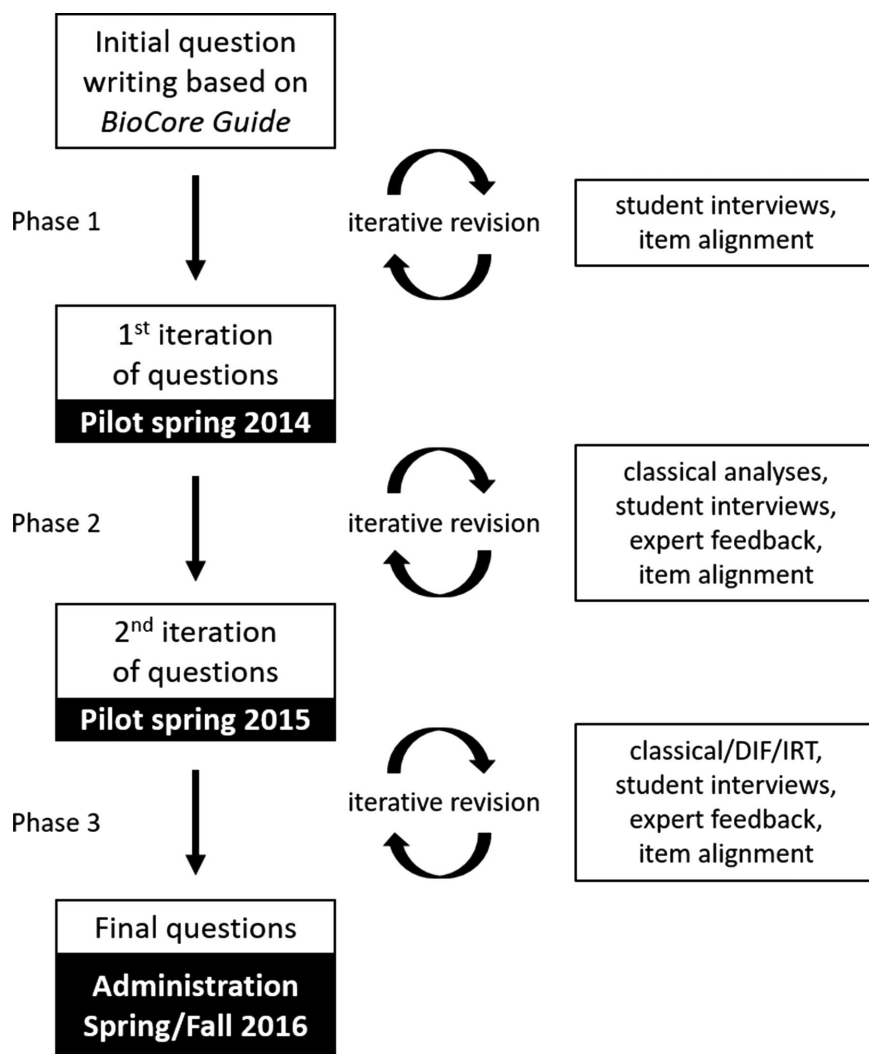 Initial question
writing based on
BioCore Guide
Phase 1
iterative revision
student interviews,
item alignment
1st iteration
of questions
Pilot spring 2014
Phase 2
iterative revision
classical analyses,
student interviews,
expert feedback,
item alignment
2nd iteration
of questions
Pilot spring 2015
Phase 3
iterative revision
classical/DIF/IRT,
student interviews,
expert feedback,
item alignment
Final questions
Administration
Spring/Fall 2016